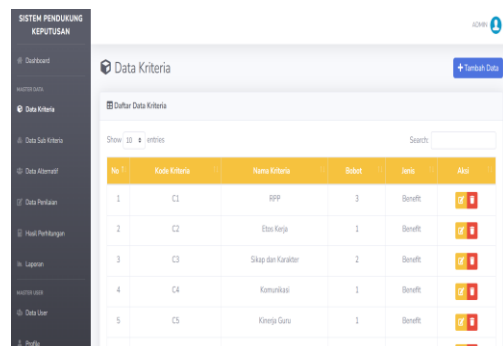 SISTEM PENDUKUNG
KEPUTUSAN
ADMIN
Dashboard
MASTER DATA
Data Kriteria
Data Sub Kriteria
Data Alternatif
Data Penilaian
Hasil Perhitungan
Laporan
MASTER USER
Data User
Profile
Data Kriteria
+ Tambah Data
Daftar Data Kriteria
Show 10 entries
Search:
No Kode Kriteria Nama Kriteria Bobot Jenis Aksi
1 C1 RPP 3 Benefit
2 C2 Etos Kerja 1 Benefit
3 C3 Sikap dan Karakter 2 Benefit
4 C4 Komunikasi 1 Benefit
5 C5 Kinerja Guru 1 Benefit